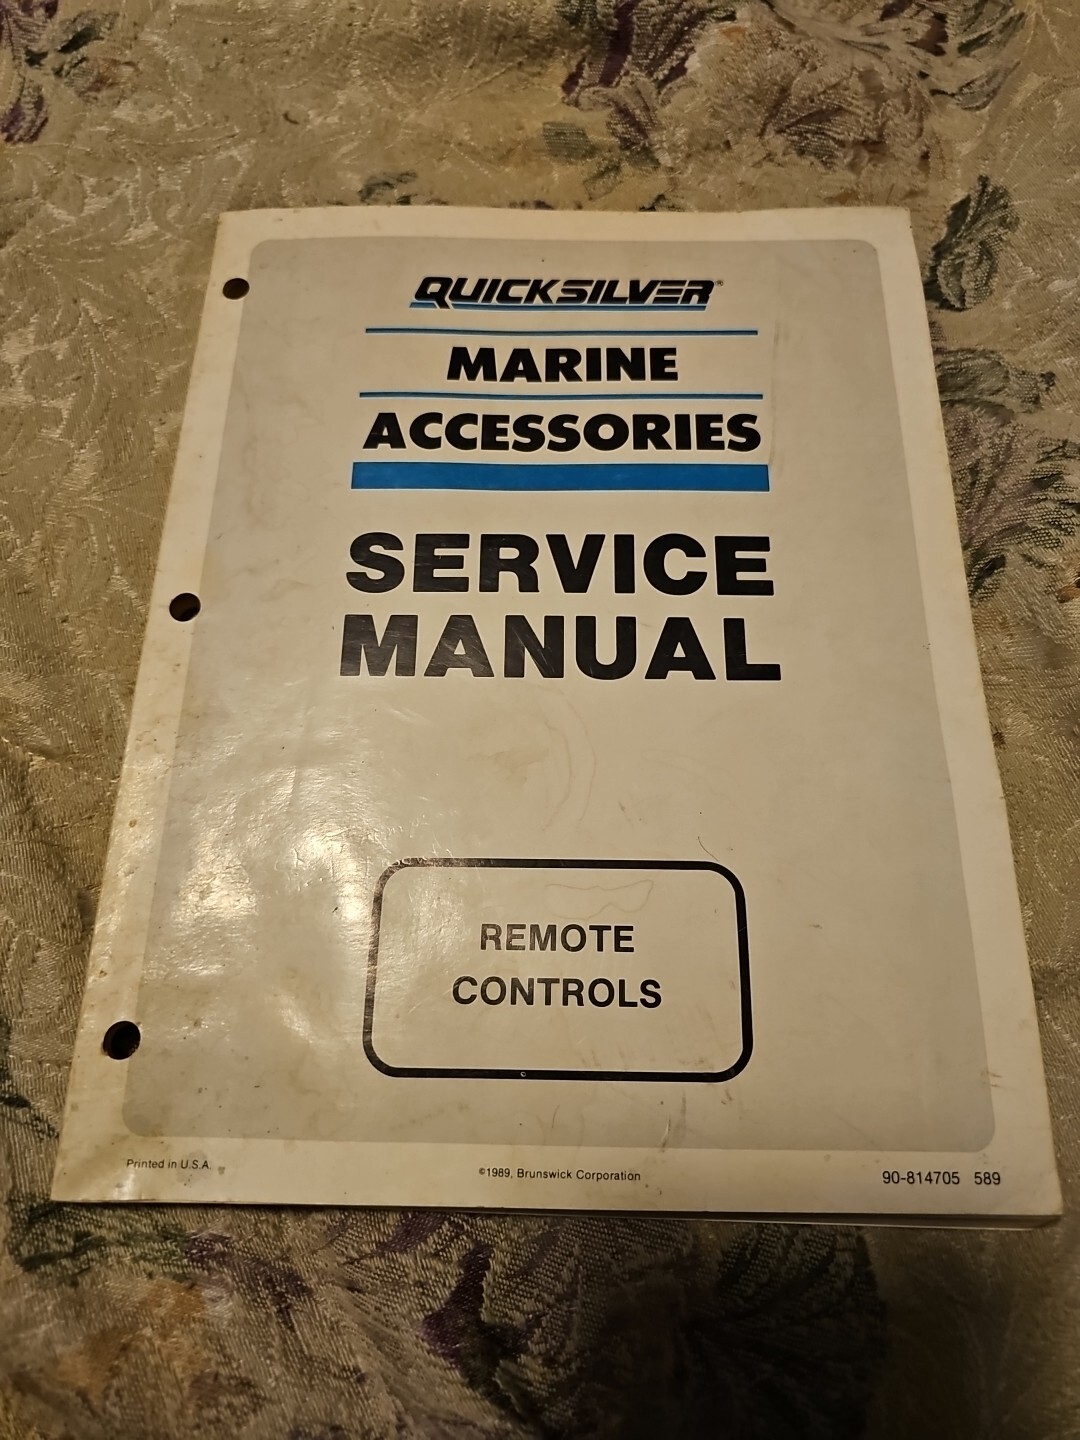 QUICKSILVER®
MARINE
ACCESSORIES
SERVICE
MANUAL
REMOTE
CONTROLS
Printed in U.S.A.
©1989, Brunswick Corporation
90-814705 589